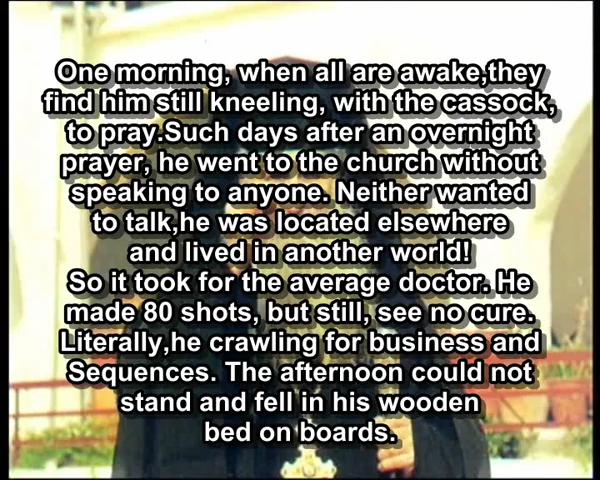 One morning, when all are awake,they
find him still kneeling, with the cassock,
to pray.Such days after an overnight
prayer, he went to the church without
speaking to anyone. Neither wanted
to talk,he was located elsewhere
and lived in another world!
So it took for the average doctor. He
made 80 shots, but still, see no cure.
Literally,he crawling for business and
Sequences. The afternoon could not
stand and fell in his wooden
bed on boards.